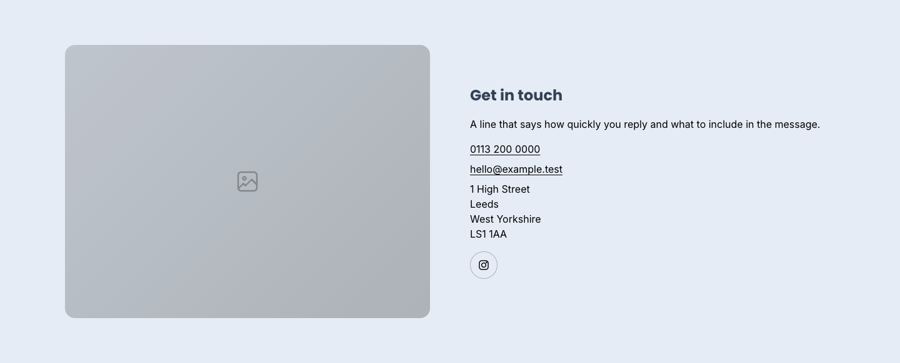 Get in touch
A line that says how quickly you reply and what to include in the message.
0113 200 0000
hello@example.test
1 High Street
Leeds
West Yorkshire
LS1 1AA